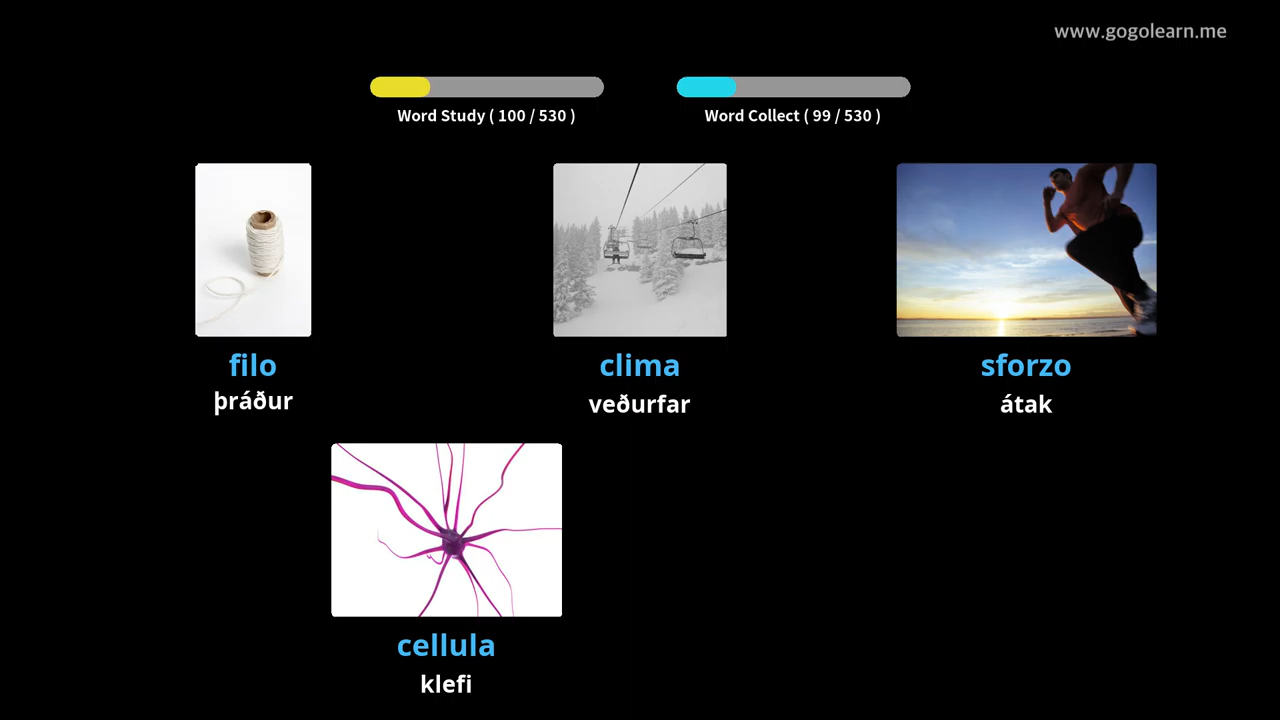 www.gogolearn.me
Word Study ( 100 / 530 )
Word Collect ( 99 / 530 )
filo
þráður
clima
veðurfar
sforzo
átak
cellula
klefi